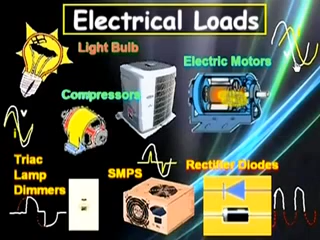 Electrical Loads
Light Bulb
Electric Motors
Compressors
Triac
Lamp
Dimmers
SMPS
Rectifier Diodes